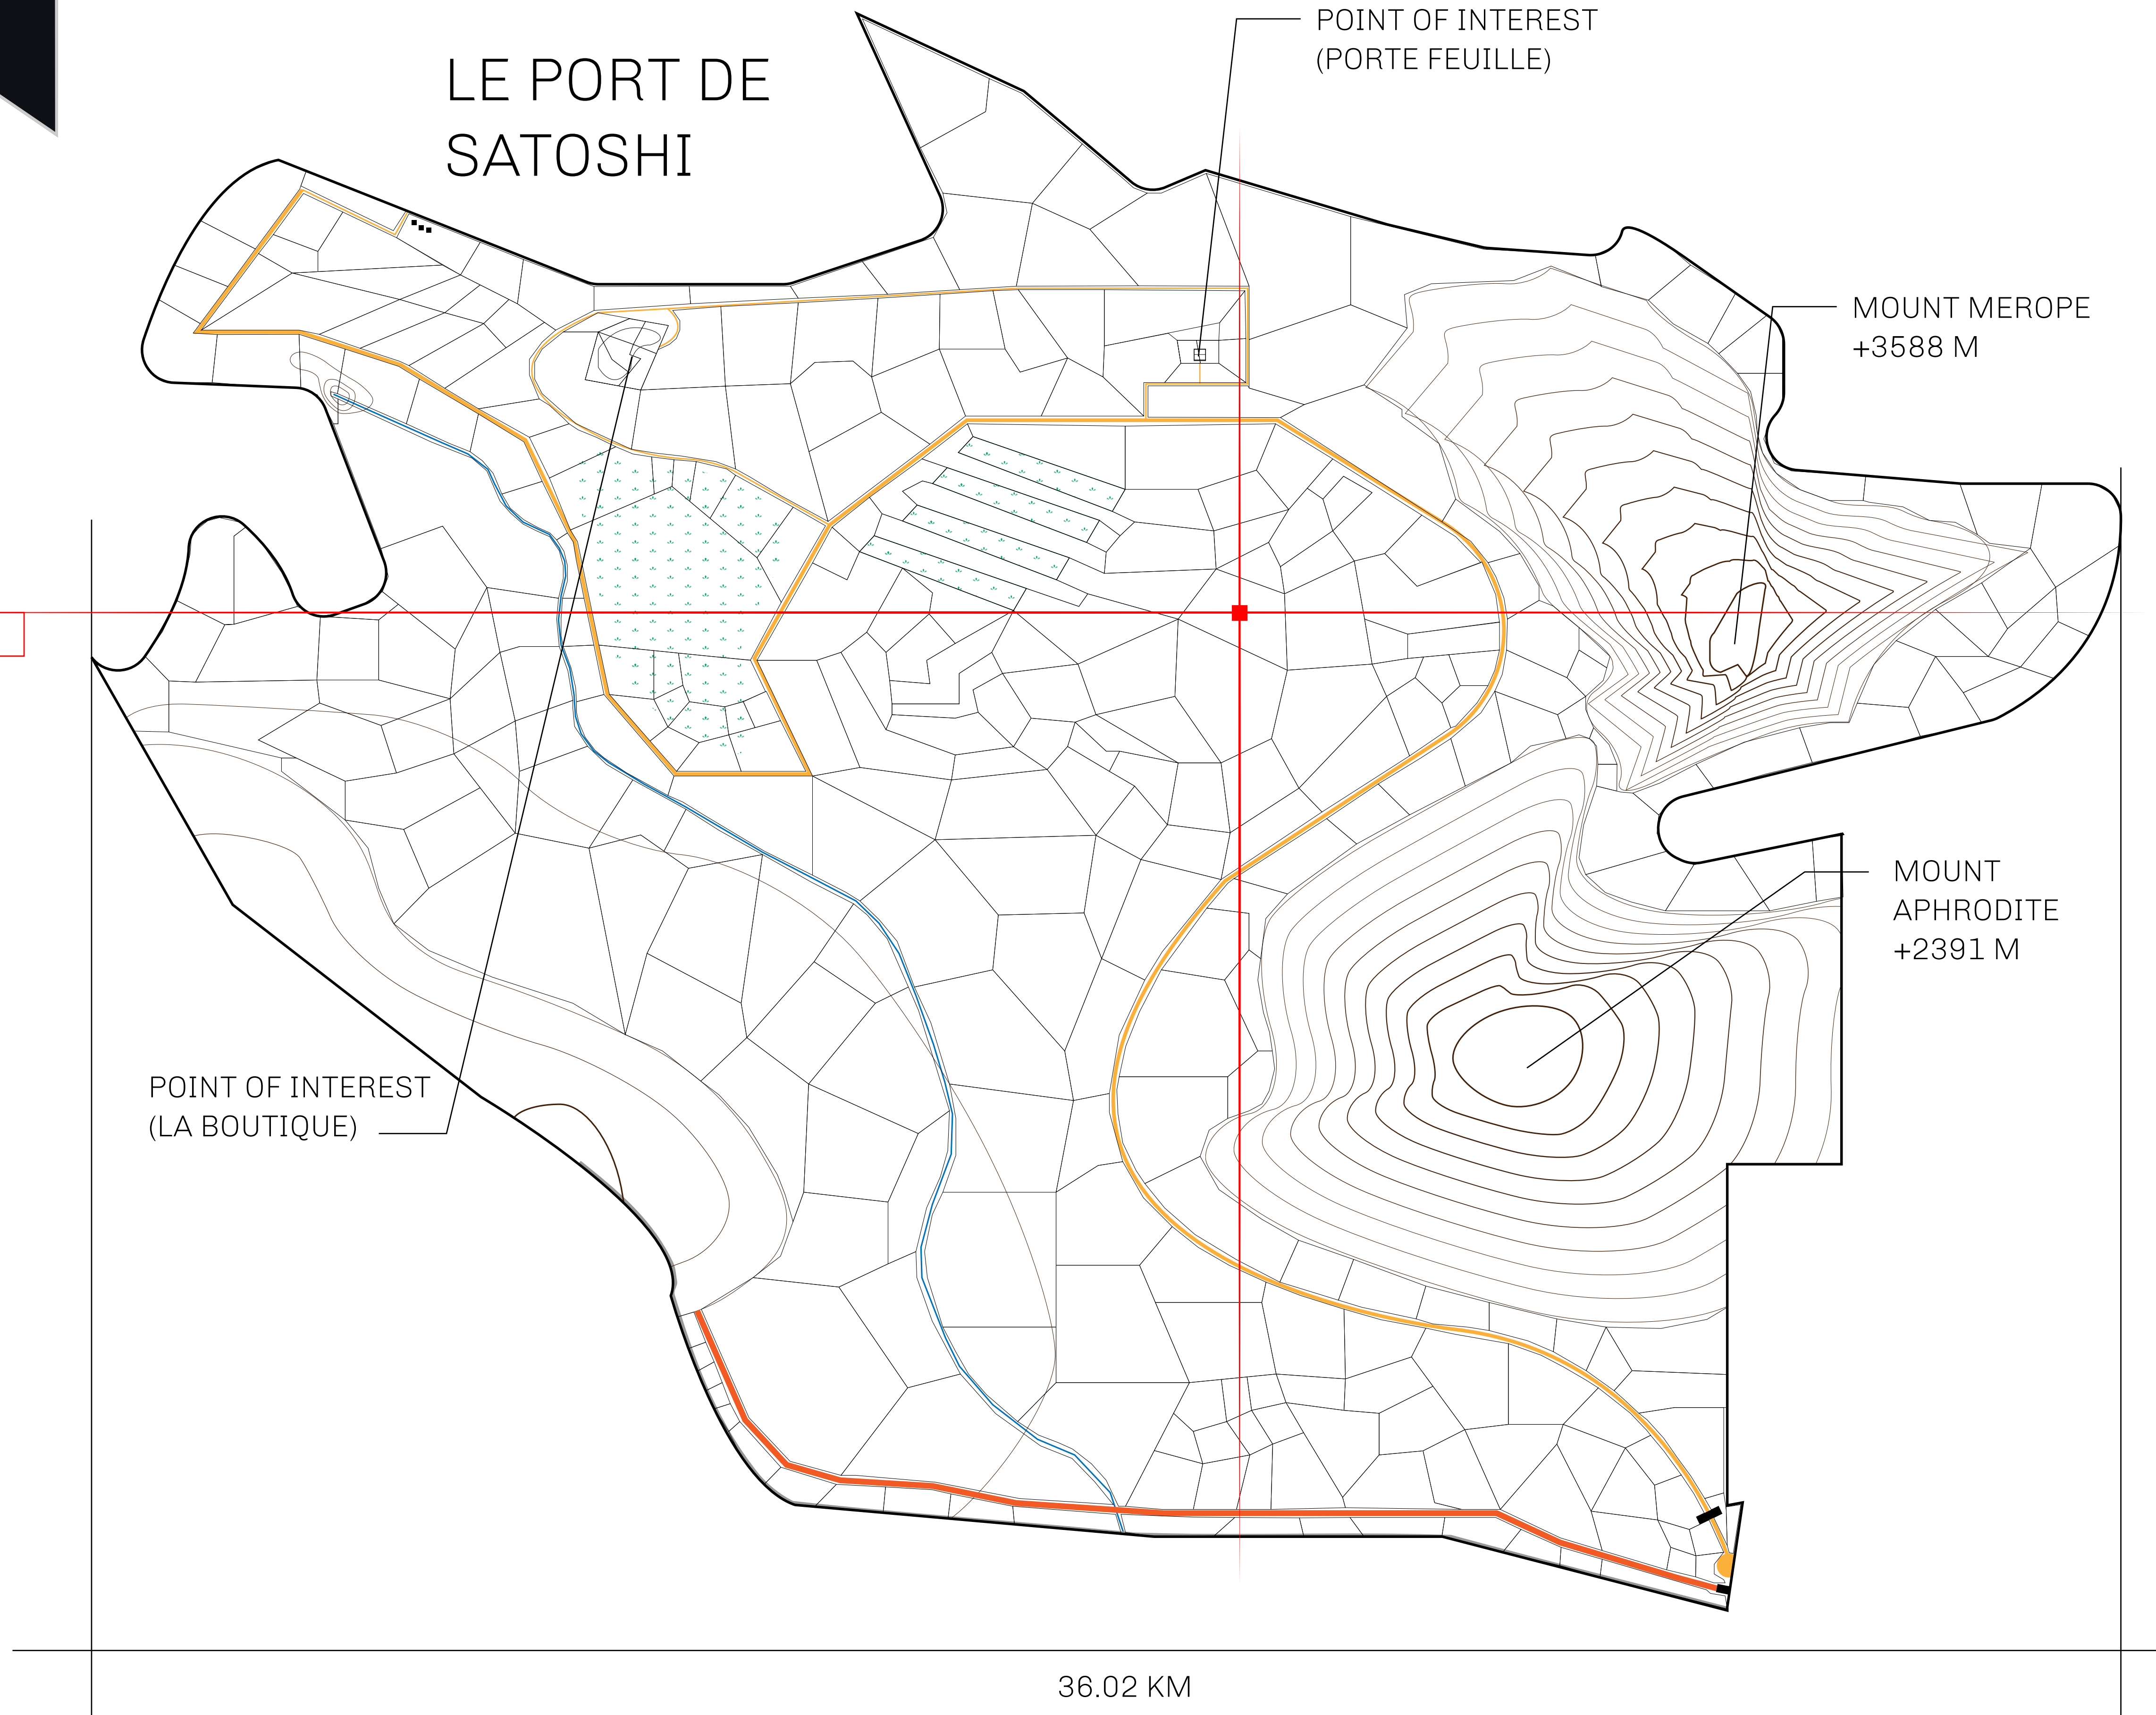 LE PORT DE
SATOSHI
POINT OF INTEREST
(PORTE FEUILLE)
MOUNT MEROPE
+3588 M
MOUNT
APHRODITE
+2391 M
POINT OF INTEREST
(LA BOUTIQUE)
36.02 KM